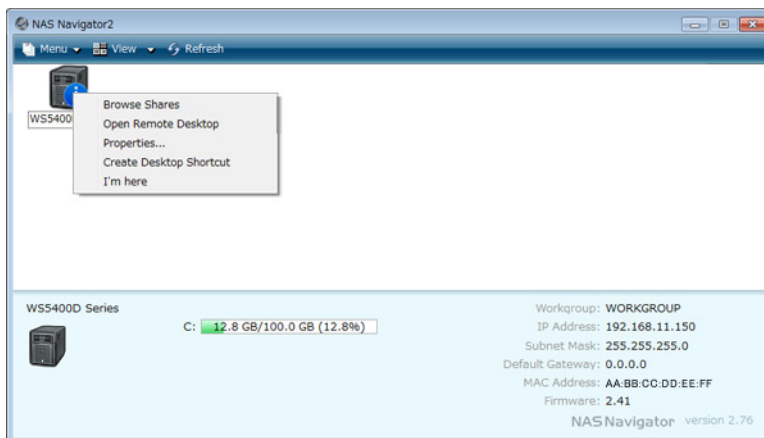 NAS Navigator2
Menu View Refresh
WS5400
Browse Shares
Open Remote Desktop
Properties...
Create Desktop Shortcut
I'm here
WS5400D Series
C: 12.8 GB/100.0 GB (12.8%)
Workgroup: WORKGROUP
IP Address: 192.168.11.150
Subnet Mask: 255.255.255.0
Default Gateway: 0.0.0.0
MAC Address: AA:BB:CC:DD:EE:FF
Firmware: 2.41
NAS Navigator version 2.76